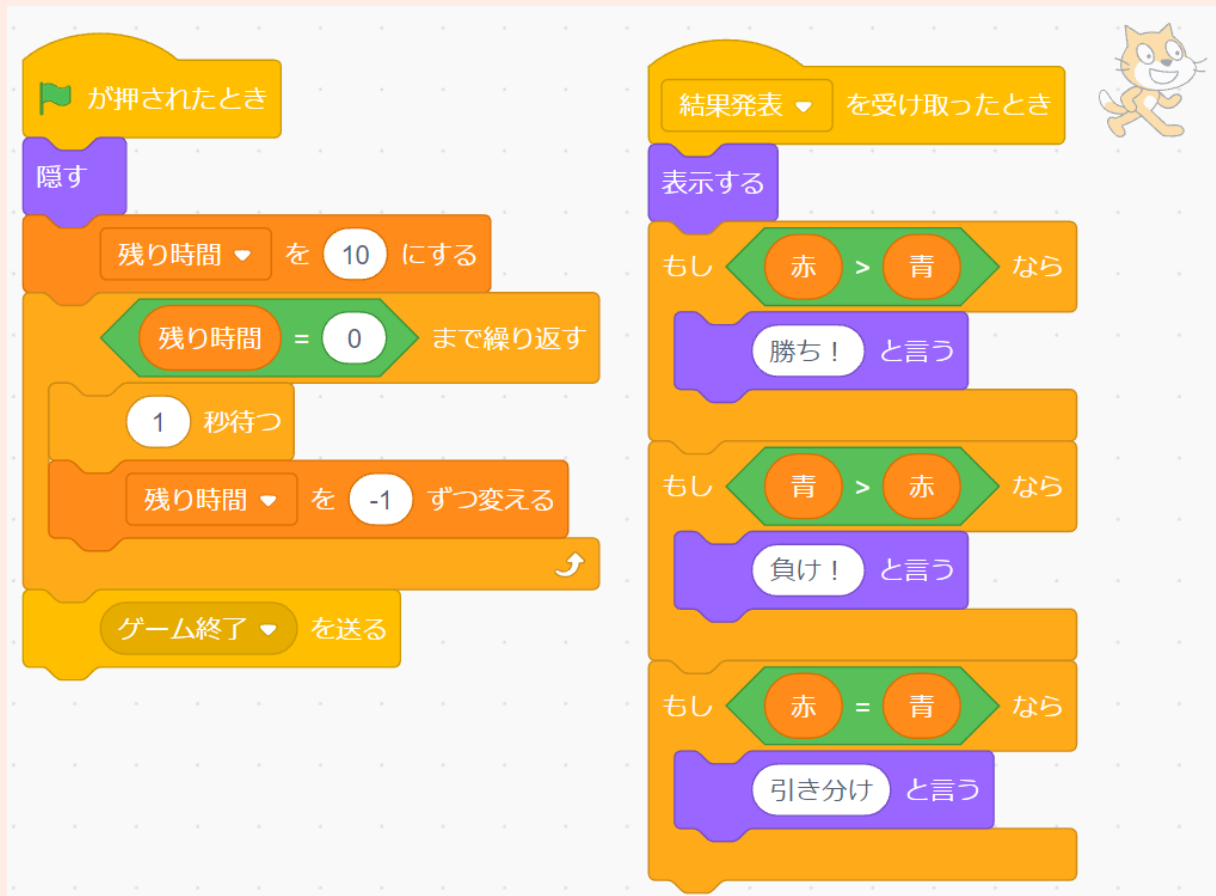 が押されたとき
隠す
残り時間 を 10 にする
残り時間 = 0 まで繰り返す
1 秒待つ
残り時間 を -1 ずつ変える
ゲーム終了 を送る
結果発表 を受け取ったとき
表示する
もし 赤 > 青 なら
勝ち！ と言う
もし 青 > 赤 なら
負け！ と言う
もし 赤 = 青 なら
引き分け と言う